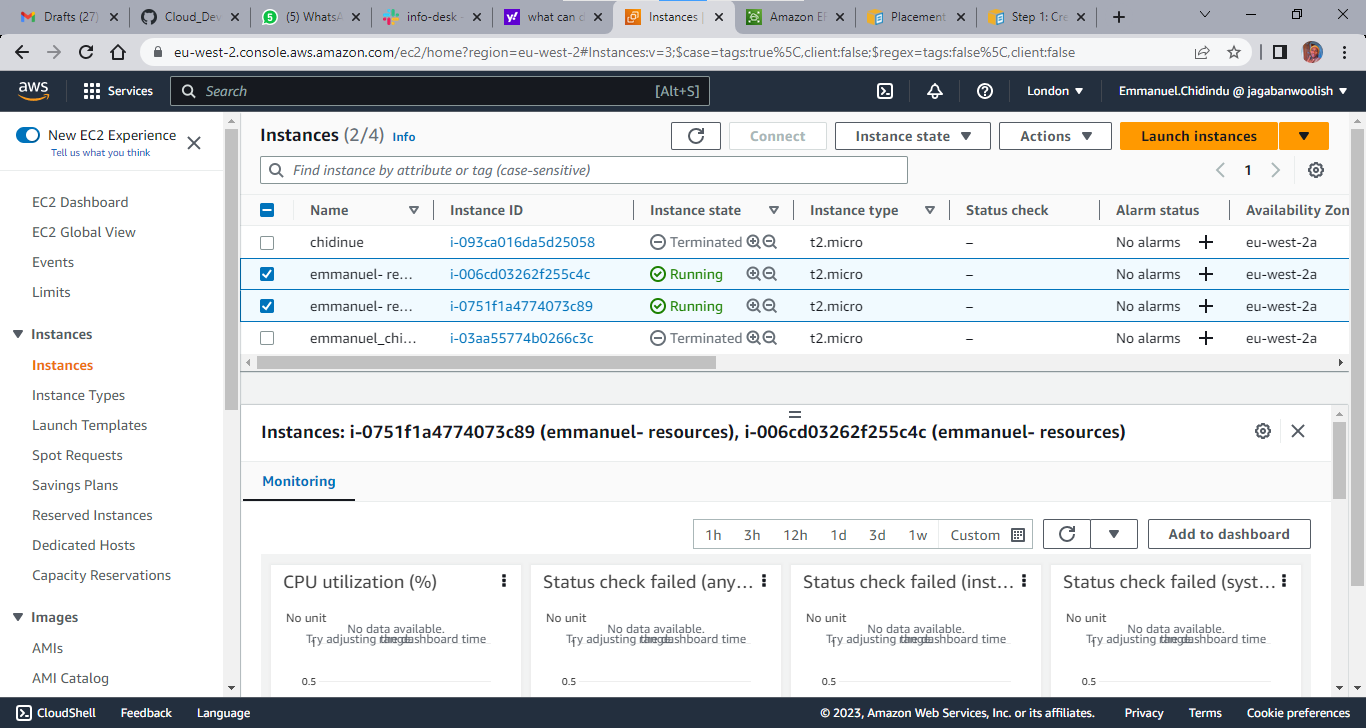 Drafts (27)
Cloud_Dev
(5) WhatsA
info-desk -
what can d
Instances |
Amazon EF
Placement
Step 1: Cre
eu-west-2.console.aws.amazon.com/ec2/home?region=eu-west-2#Instances:v=3;$case=tags:true%5C,client:false;$regex=tags:false%5C,client:false
aws
Services
Search
[Alt+S]
London
Emmanuel.Chidindu @ jagabanwoolish
New EC2 Experience
Tell us what you think
EC2 Dashboard
EC2 Global View
Events
Limits
Instances
Instances
Instance Types
Launch Templates
Spot Requests
Savings Plans
Reserved Instances
Dedicated Hosts
Capacity Reservations
Images
AMIs
AMI Catalog
Instances (2/4) Info
Connect
Instance state
Actions
Launch instances
Find instance by attribute or tag (case-sensitive)
1
Name Instance ID Instance state Instance type Status check Alarm status Availability Zon
chidinue i-093ca016da5d25058 Terminated t2.micro – No alarms + eu-west-2a
emmanuel- re... i-006cd03262f255c4c Running t2.micro – No alarms + eu-west-2a
emmanuel- re... i-0751f1a4774073c89 Running t2.micro – No alarms + eu-west-2a
emmanuel_chi... i-03aa55774b0266c3c Terminated t2.micro – No alarms + eu-west-2a
Instances: i-0751f1a4774073c89 (emmanuel- resources), i-006cd03262f255c4c (emmanuel- resources)
Monitoring
1h 3h 12h 1d 3d 1w Custom
Add to dashboard
CPU utilization (%)
No unit
No data available.
Try adjusting the dashboard time
range.
0.5
Status check failed (any...
No unit
No data available.
Try adjusting the dashboard time
range.
0.5
Status check failed (inst...
No unit
No data available.
Try adjusting the dashboard time
range.
0.5
Status check failed (syst...
No unit
No data available.
Try adjusting the dashboard time
range.
0.5
CloudShell
Feedback
Language
© 2023, Amazon Web Services, Inc. or its affiliates.
Privacy
Terms
Cookie preferences